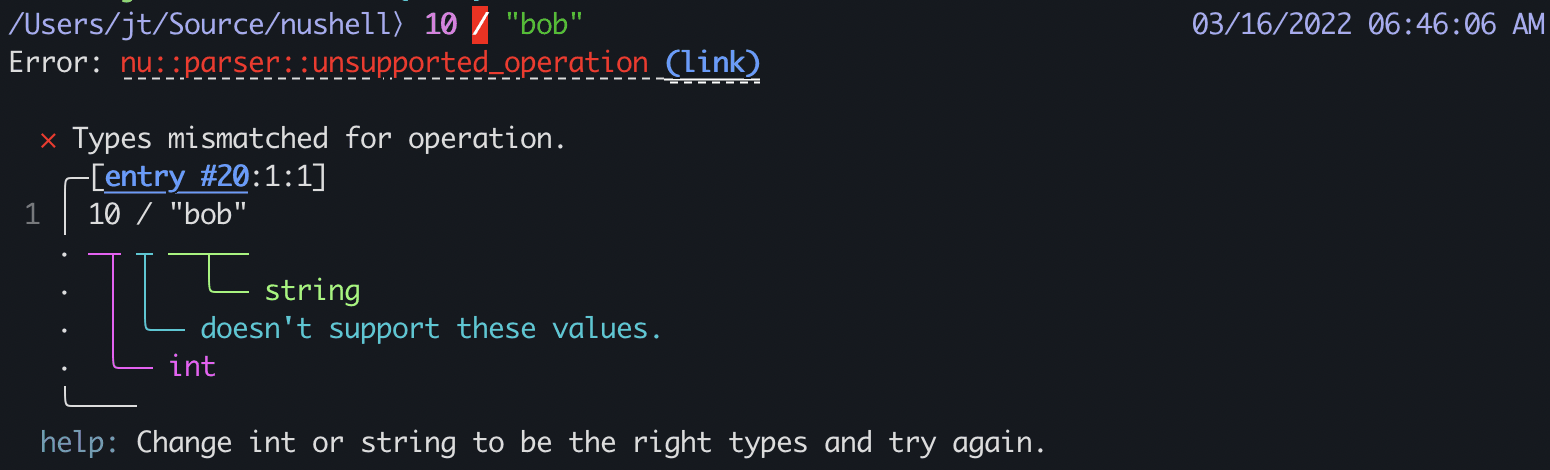 /Users/jt/Source/nushell〉 10 / "bob" 03/16/2022 06:46:06 AM
Error: nu::parser::unsupported_operation (link)
× Types mismatched for operation.
[entry #20:1:1]
1 10 / "bob"
string
doesn't support these values.
int
help: Change int or string to be the right types and try again.